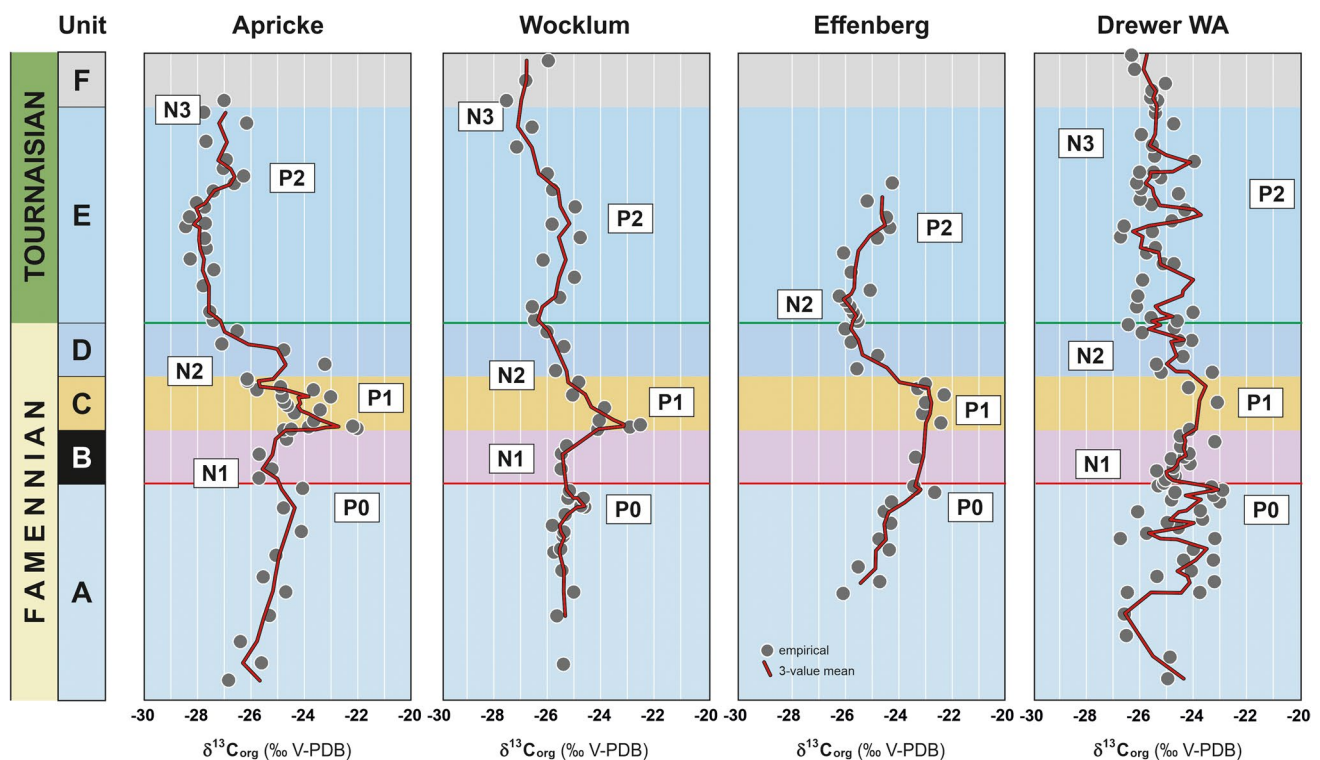 Unit Apricke Wocklum Effenberg Drewer WA
TOURNAISIAN
FAMENNIAN
F
E
D
C
B
A
N3
P2
N2
P1
N1
P0
N3
P2
N2
P1
N1
P0
P2
N2
P1
P0
empirical
3-value mean
N3
P2
N2
P1
N1
P0
-30 -28 -26 -24 -22 -20 -30 -28 -26 -24 -22 -20 -30 -28 -26 -24 -22 -20 -30 -28 -26 -24 -22 -20
δ¹³Corg (‰ V-PDB) δ¹³Corg (‰ V-PDB) δ¹³Corg (‰ V-PDB) δ¹³Corg (‰ V-PDB)